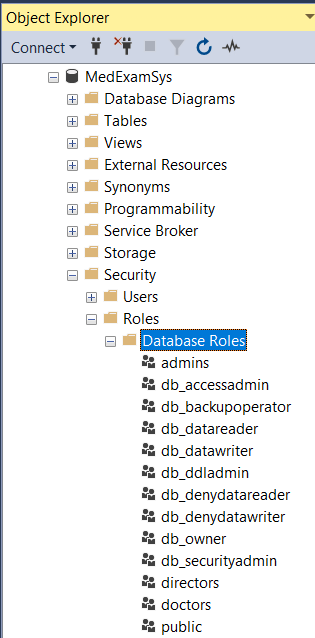 Object Explorer
Connect
MedExamSys
Database Diagrams
Tables
Views
External Resources
Synonyms
Programmability
Service Broker
Storage
Security
Users
Roles
Database Roles
admins
db_accessadmin
db_backupoperator
db_datareader
db_datawriter
db_ddladmin
db_denydatareader
db_denydatawriter
db_owner
db_securityadmin
directors
doctors
public